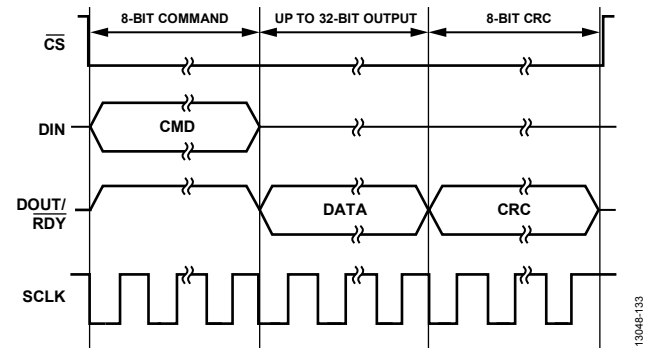 8-BIT COMMAND UP TO 32-BIT OUTPUT 8-BIT CRC
CS
DIN
CMD
DOUT/
RDY
DATA
CRC
SCLK
13048-133